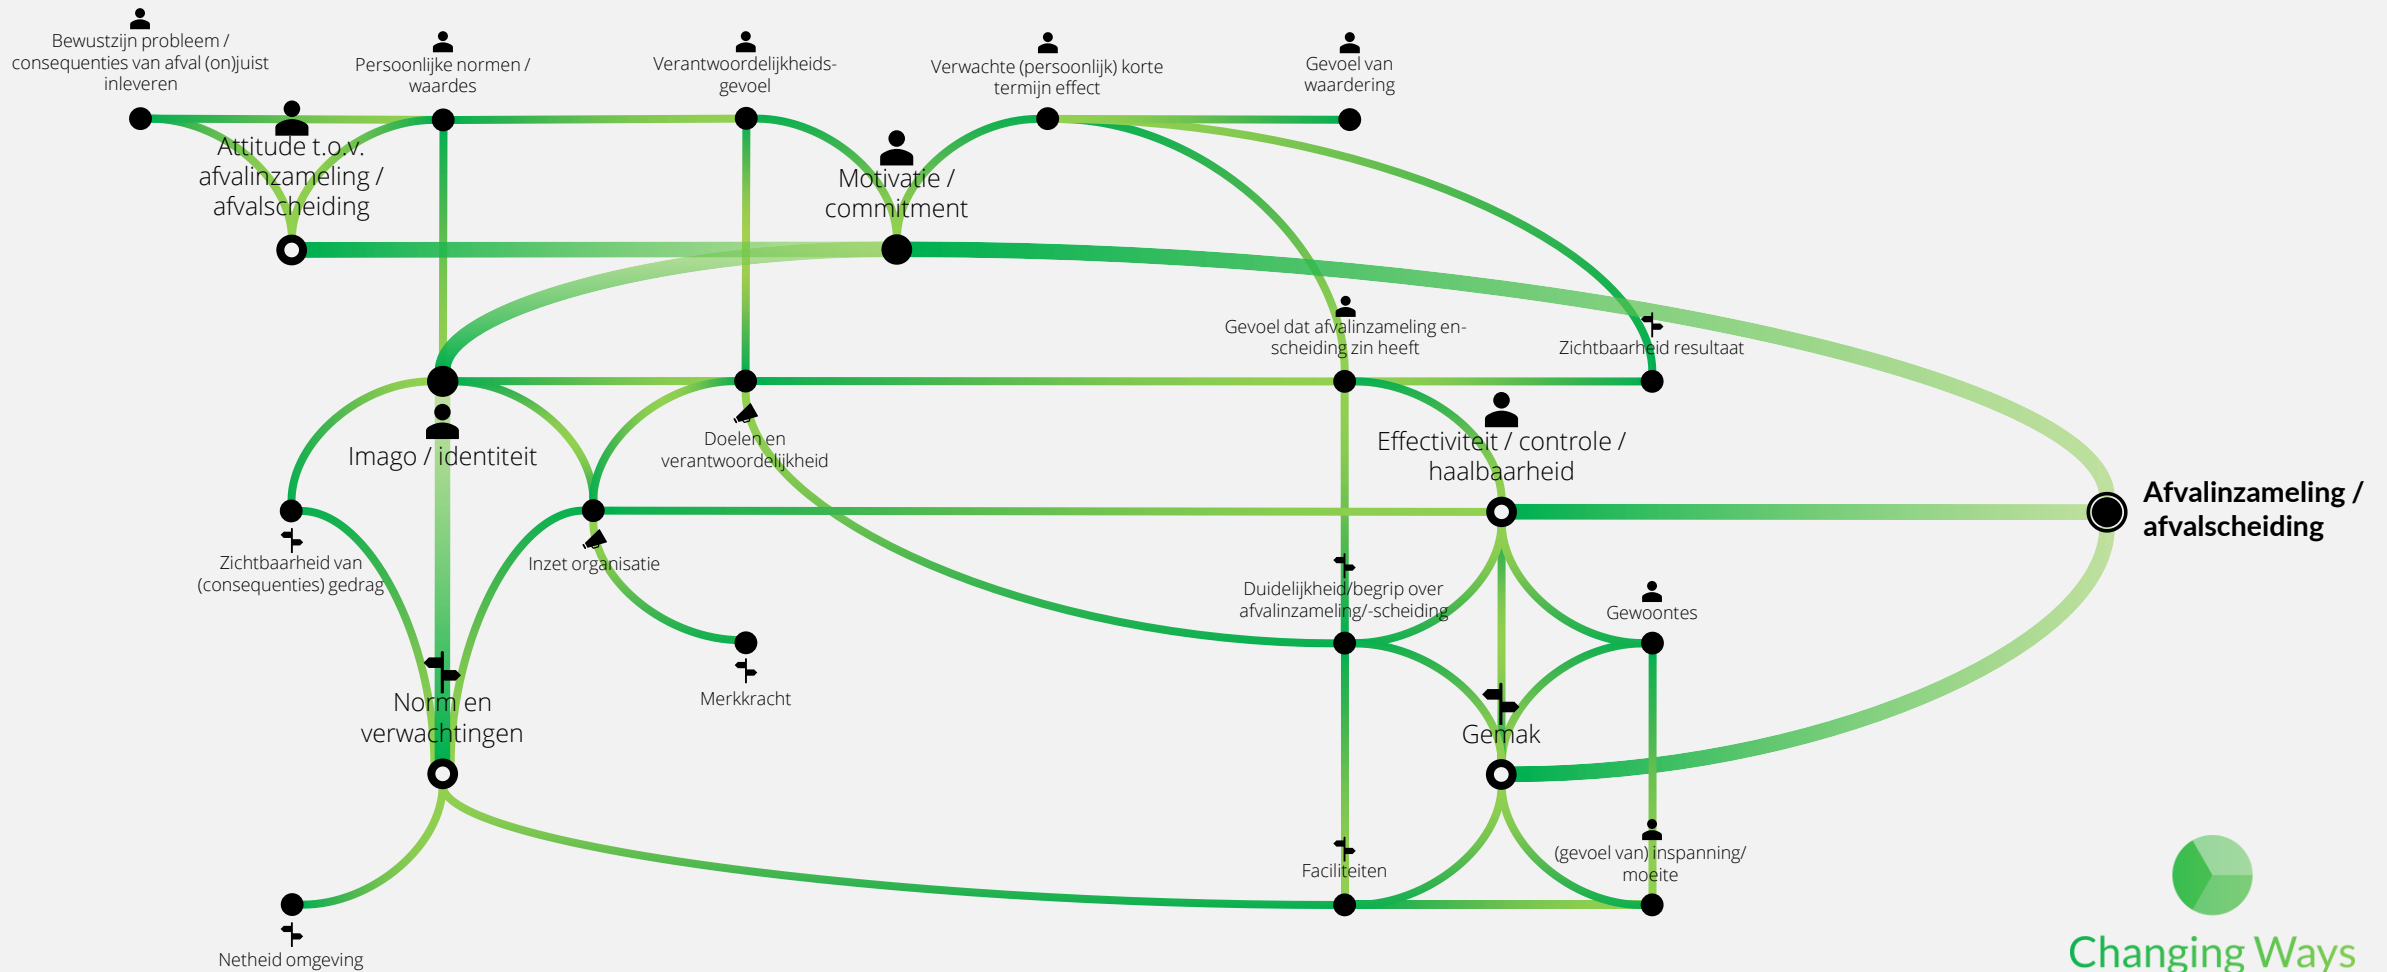 Bewustzijn probleem /
consequenties van afval (on)juist
inleveren
Persoonlijke normen /
waardes
Verantwoordelijkheids-
gevoel
Verwachte (persoonlijk) korte
termijn effect
Gevoel van
waardering
Attitude t.o.v.
afvalinzameling /
afvalscheiding
Motivatie /
commitment
Gevoel dat afvalinzameling en-
scheiding zin heeft
Zichtbaarheid resultaat
Imago / identiteit
Doelen en
verantwoordelijkheid
Effectiviteit / controle /
haalbaarheid
Afvalinzameling /
afvalscheiding
Zichtbaarheid van
(consequenties) gedrag
Inzet organisatie
Duidelijkheid/begrip over
afvalinzameling/-scheiding
Gewoontes
Merkkracht
Norm en
verwachtingen
Gemak
Faciliteiten
(gevoel van) inspanning/
moeite
Netheid omgeving
Changing Ways